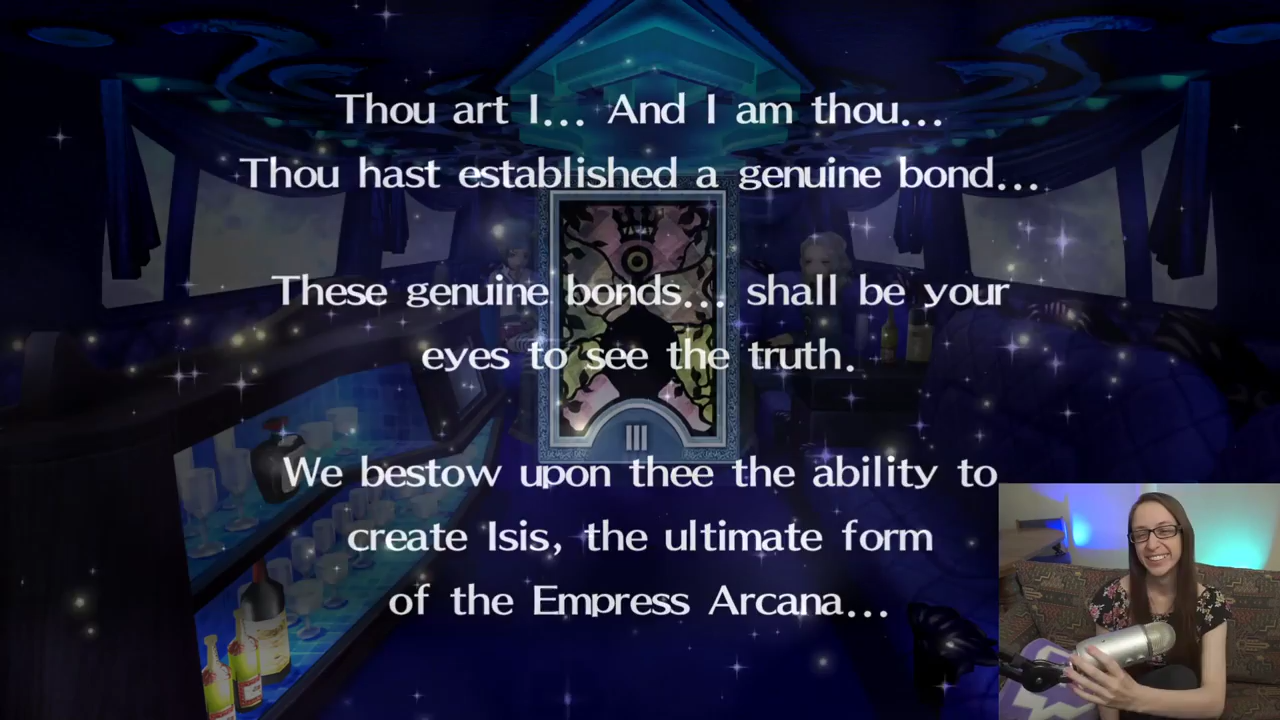 Thou art I... And I am thou...
Thou hast established a genuine bond...
These genuine bonds... shall be your
eyes to see the truth.
III
We bestow upon thee the ability to
create Isis, the ultimate form
of the Empress Arcana...